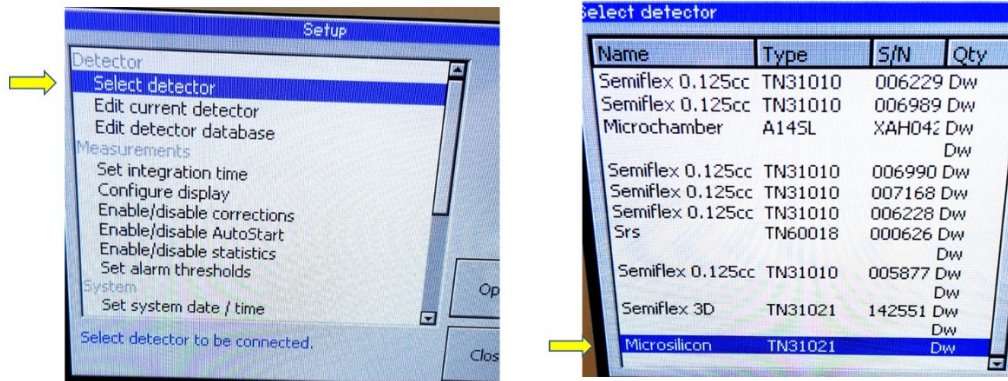 Setup
Detector
Select detector
Edit current detector
Edit detector database
Measurements
Set integration time
Configure display
Enable/disable corrections
Enable/disable AutoStart
Enable/disable statistics
Set alarm thresholds
System
Set system date / time
Select detector to be connected.
Op
Clos
Select detector
Name Type S/N Qty
Semiflex 0.125cc TN31010 006229 Dw
Semiflex 0.125cc TN31010 006989 Dw
Microchamber A14SL XAH042 Dw
Dw
Semiflex 0.125cc TN31010 006990 Dw
Semiflex 0.125cc TN31010 007168 Dw
Semiflex 0.125cc TN31010 006228 Dw
Srs TN60018 000626 Dw
Dw
Semiflex 0.125cc TN31010 005877 Dw
Dw
Semiflex 3D TN31021 142551 Dw
Dw
Microsilicon TN31021 Dw